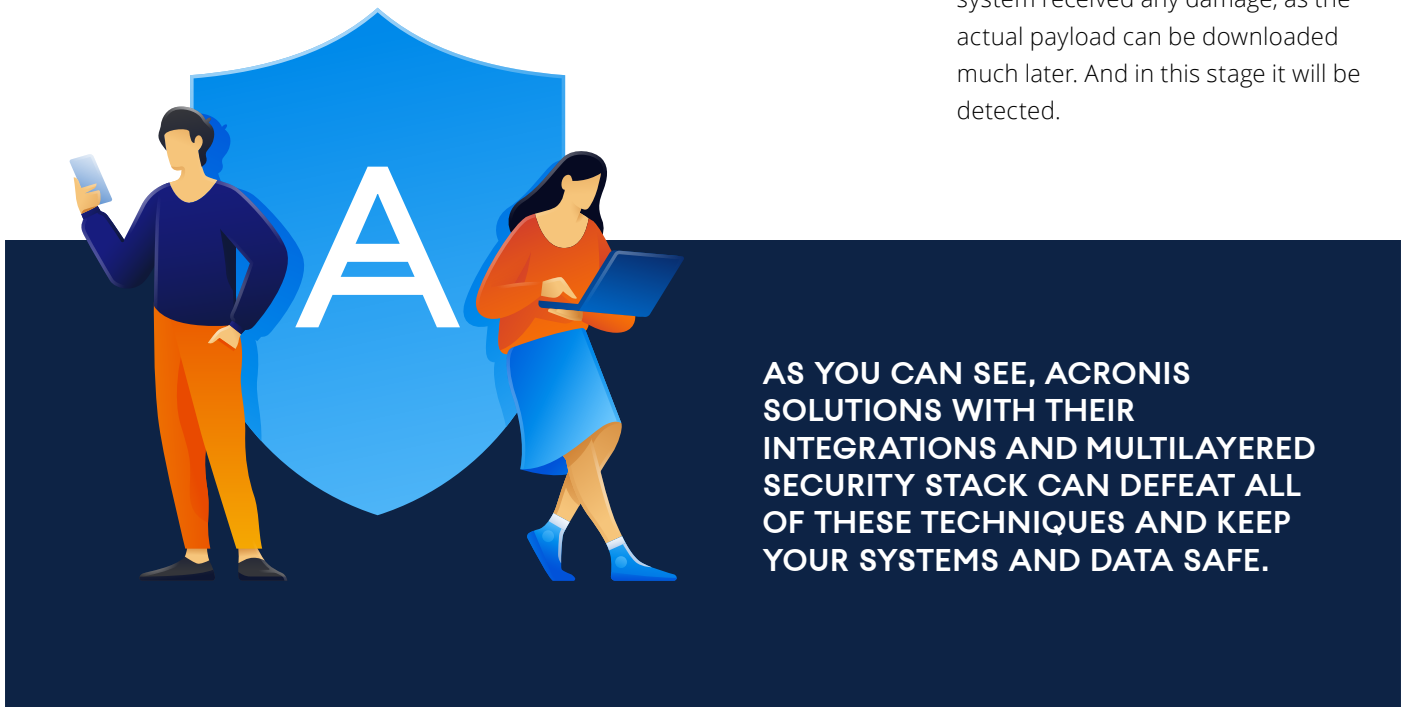 system received any damage, as the
actual payload can be downloaded
much later. And in this stage it will be
detected.
A
AS YOU CAN SEE, ACRONIS
SOLUTIONS WITH THEIR
INTEGRATIONS AND MULTILAYERED
SECURITY STACK CAN DEFEAT ALL
OF THESE TECHNIQUES AND KEEP
YOUR SYSTEMS AND DATA SAFE.